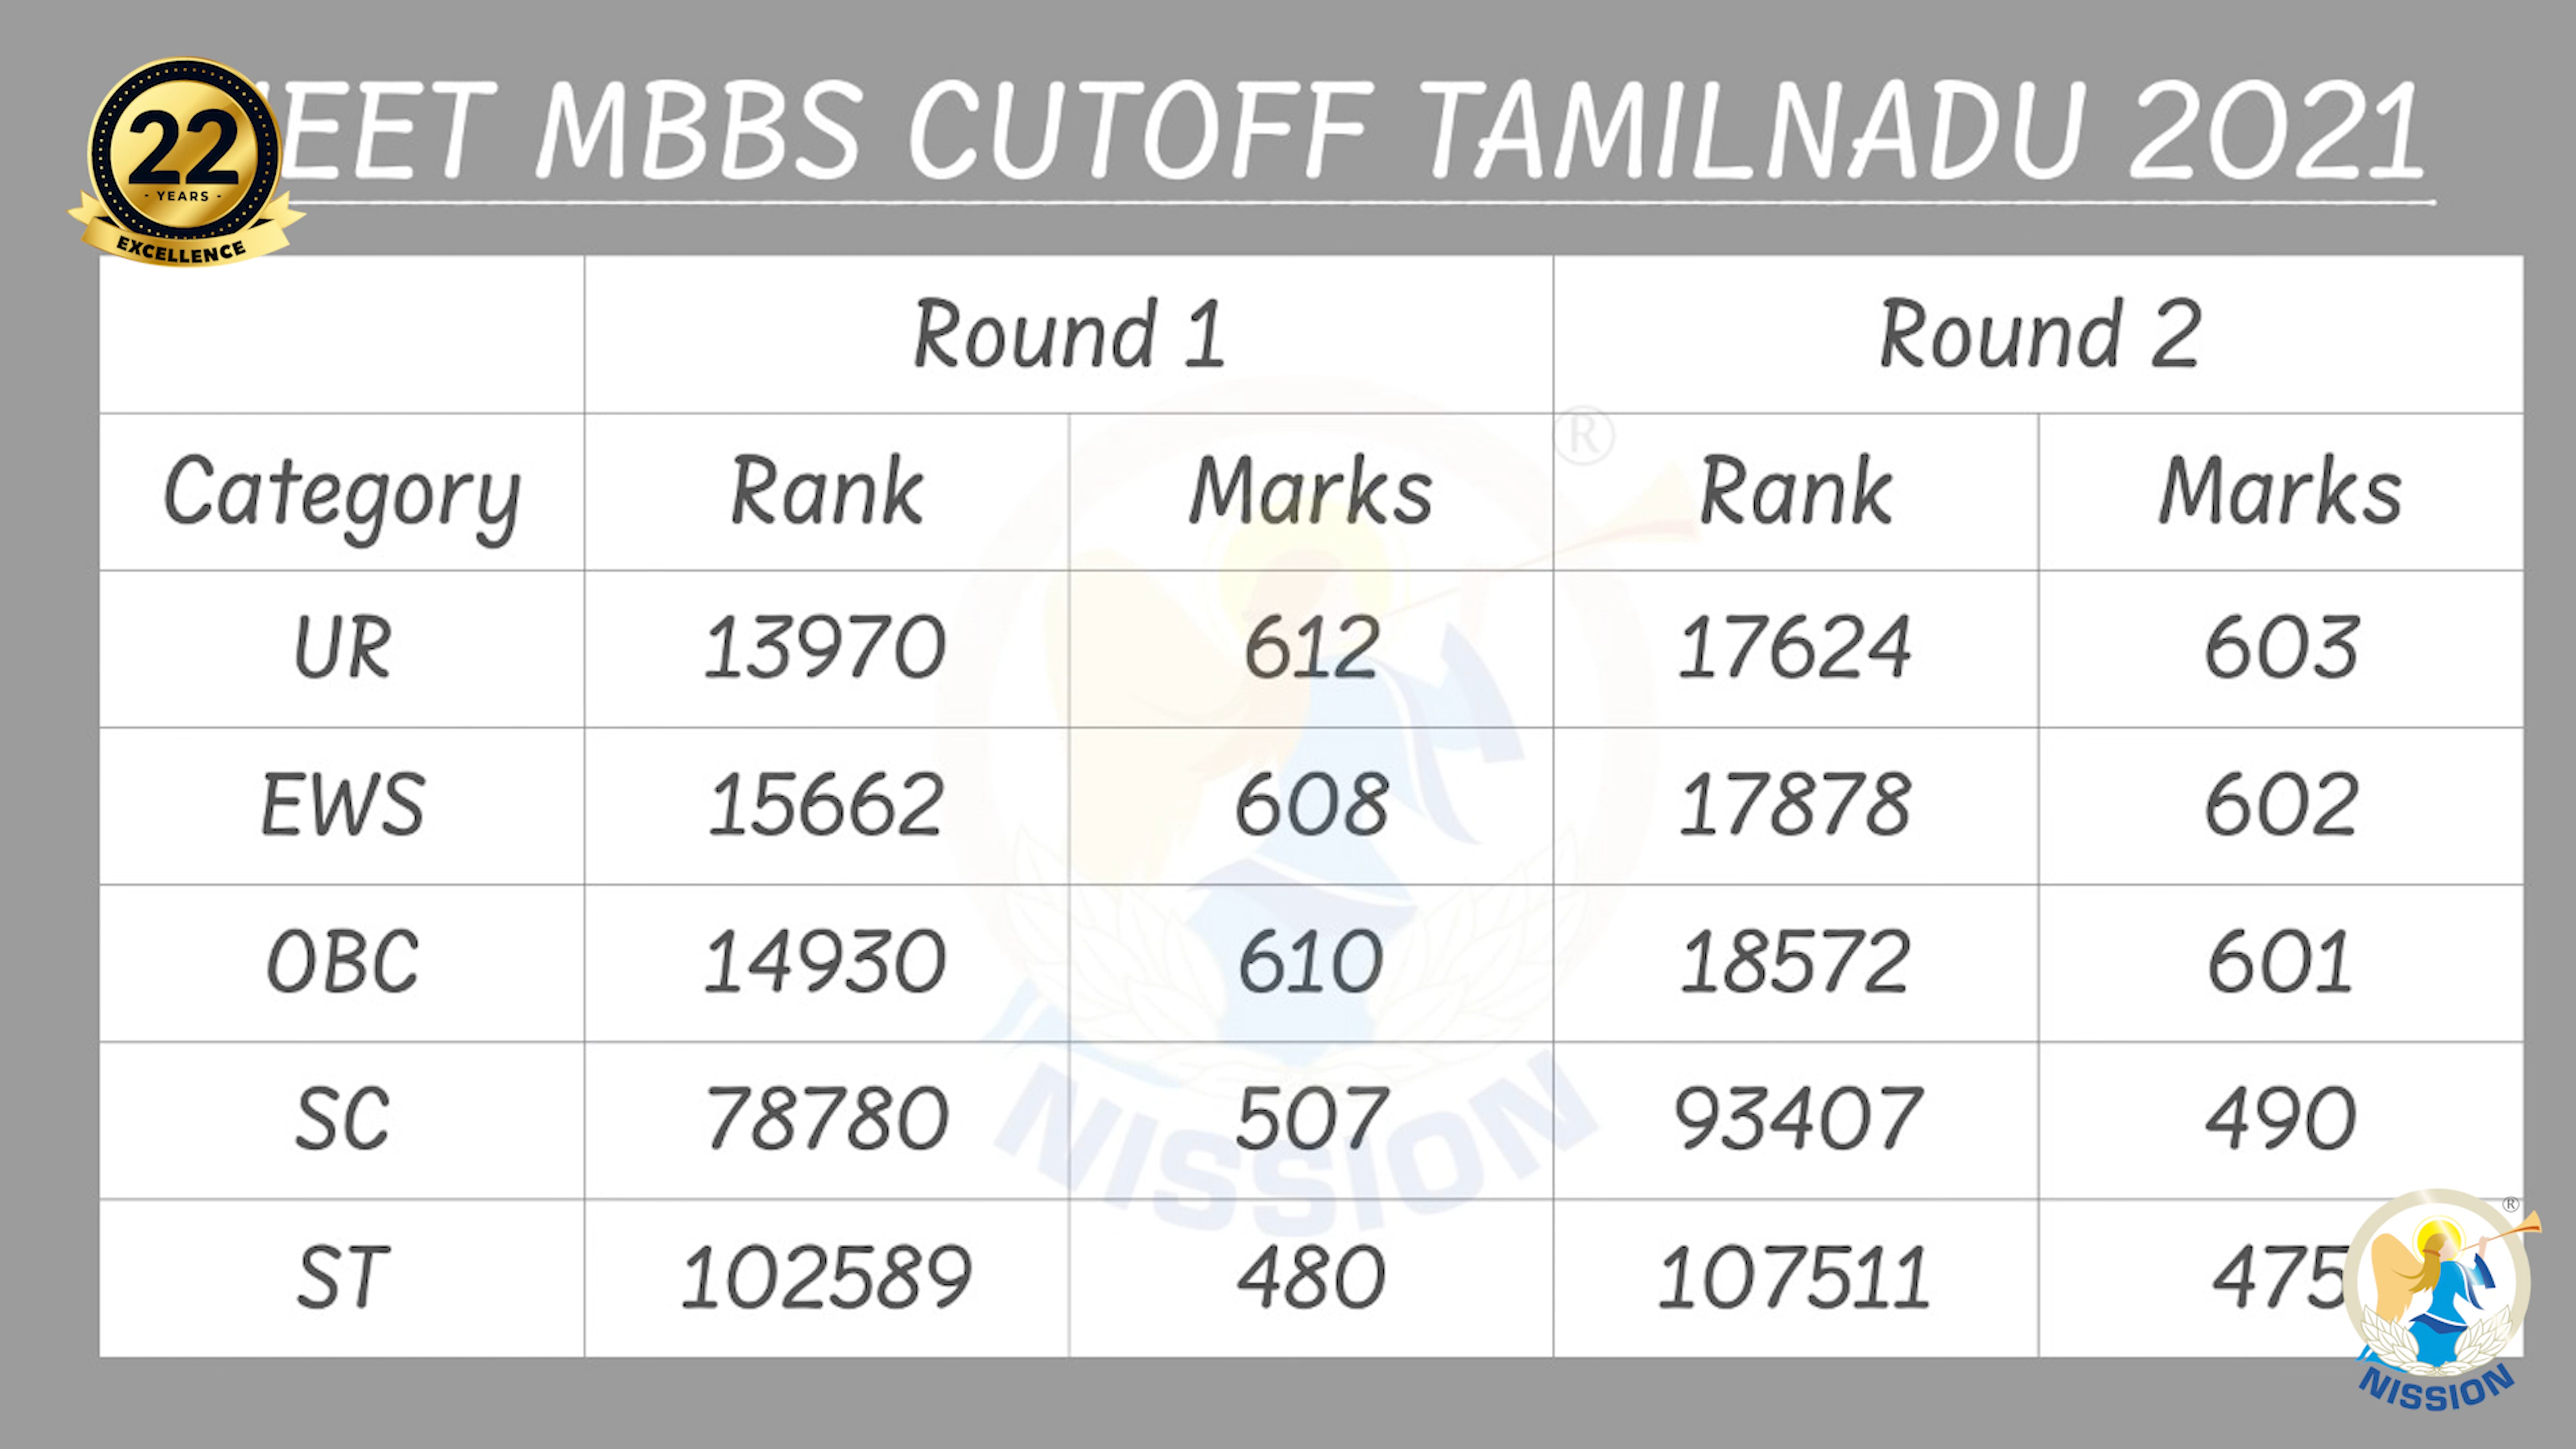 22
- YEARS -
EXCELLENCE
EET MBBS CUTOFF TAMILNADU 2021
Round 1 Round 2
Category Rank Marks Rank Marks
UR 13970 612 17624 603
EWS 15662 608 17878 602
OBC 14930 610 18572 601
SC 78780 507 93407 490
ST 102589 480 107511 475
®
NISSION
®
NISSION